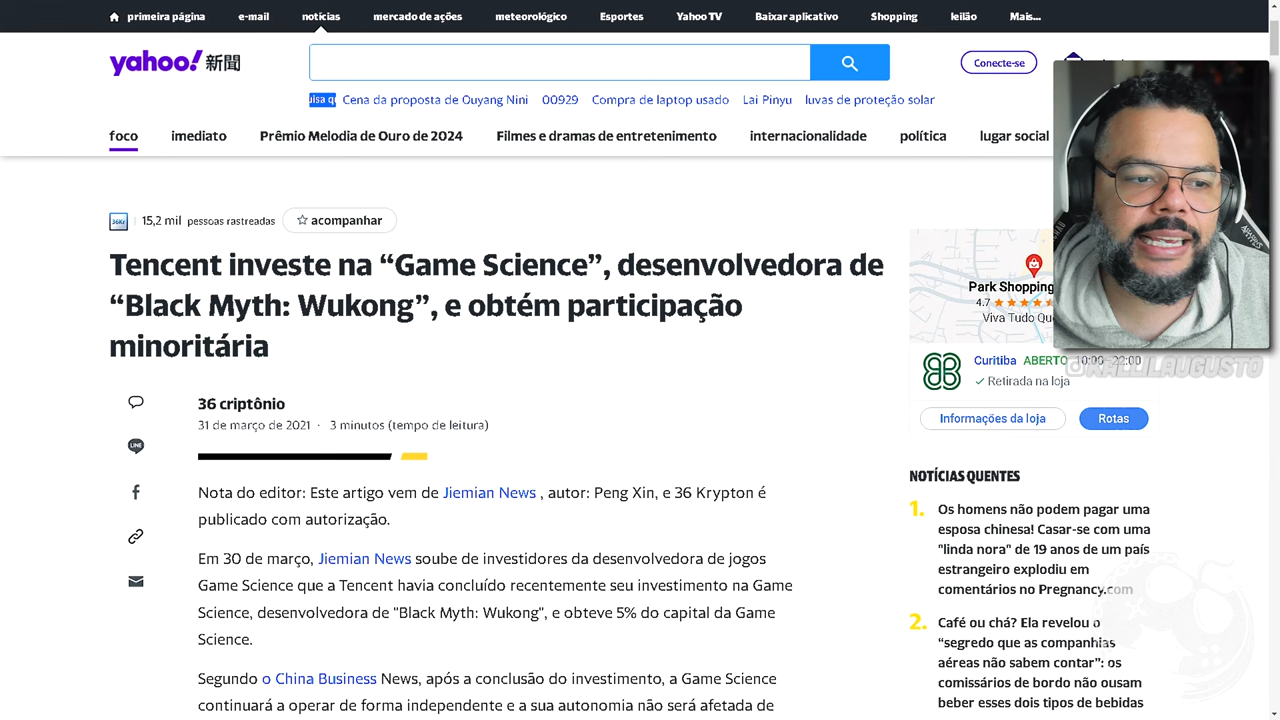 primeira página e-mail notícias mercado de ações meteorológico Esportes Yahoo TV Baixar aplicativo Shopping leilão Mais...
yahoo! 新聞
Conecte-se
uisa qu Cena da proposta de Ouyang Nini 00929 Compra de laptop usado Lai Pinyu luvas de proteção solar
foco imediato Prêmio Melodia de Ouro de 2024 Filmes e dramas de entretenimento internacionalidade política lugar social
36Kr 15,2 mil pessoas rastreadas ☆ acompanhar
Tencent investe na “Game Science”, desenvolvedora de
“Black Myth: Wukong”, e obtém participação
minoritária
36 criptônio
31 de março de 2021 · 3 minutos (tempo de leitura)
LINE
Nota do editor: Este artigo vem de Jiemian News , autor: Peng Xin, e 36 Krypton é
publicado com autorização.
Em 30 de março, Jiemian News soube de investidores da desenvolvedora de jogos
Game Science que a Tencent havia concluído recentemente seu investimento na Game
Science, desenvolvedora de "Black Myth: Wukong", e obteve 5% do capital da Game
Science.
Segundo o China Business News, após a conclusão do investimento, a Game Science
continuará a operar de forma independente e a sua autonomia não será afetada de
Park Shopping
4.7 ★★★★
Viva Tudo Qu
@KALLILAUGUSTO
Curitiba ABERTO 10:00–22:00
✓ Retirada na loja
Informações da loja Rotas
NOTÍCIAS QUENTES
1. Os homens não podem pagar uma
esposa chinesa! Casar-se com uma
"linda nora" de 19 anos de um país
estrangeiro explodiu em
comentários no Pregnancy.com
2. Café ou chá? Ela revelou o
“segredo que as companhias
aéreas não sabem contar”: os
comissários de bordo não ousam
beber esses dois tipos de bebidas